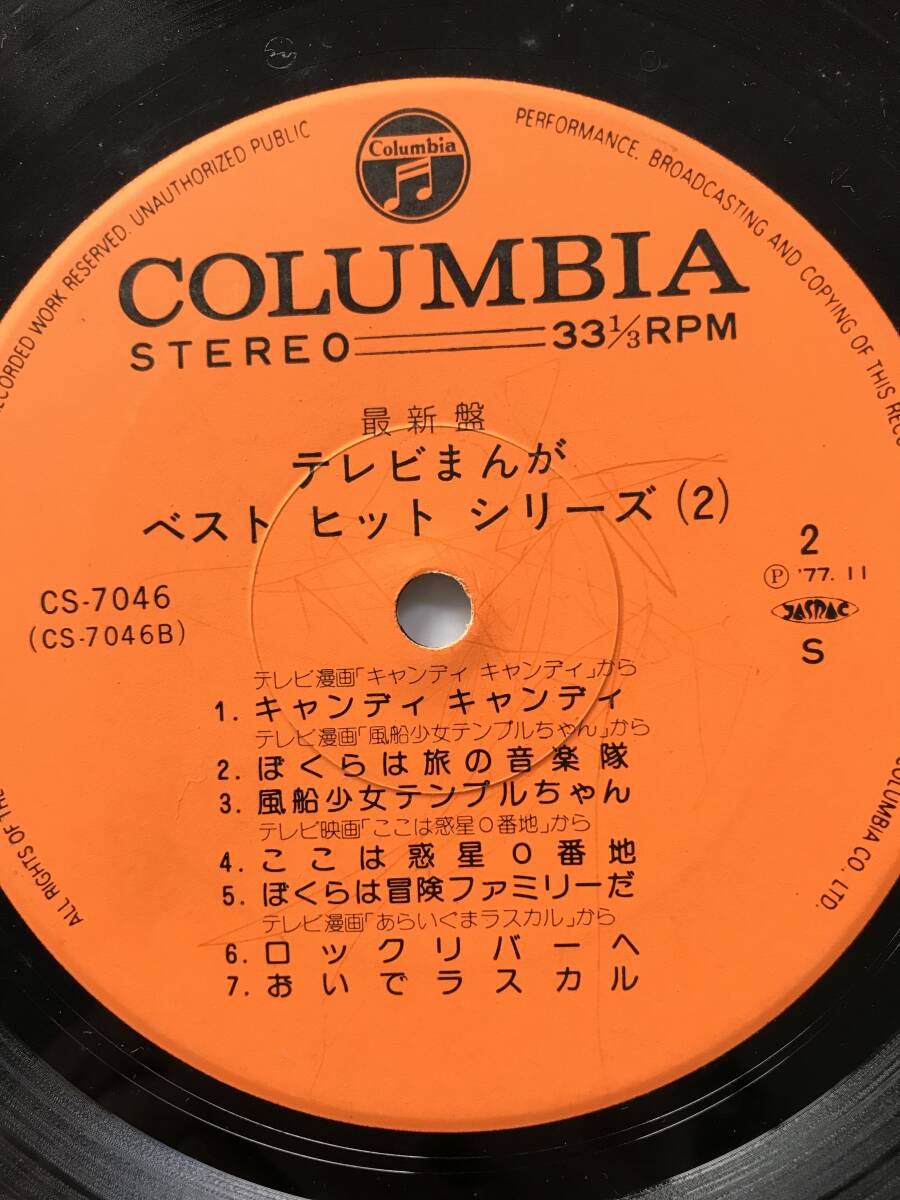 ECORDED WORK RESERVED. UNAUTHORIZED PUBLIC
PERFORMANCE. BROADCASTING AND COPYING OF THIS REC
Columbia
COLUMBIA
STEREO 33 1/3 RPM
最新盤
テレビまんが
ベスト ヒット シリーズ(2)
2
CS-7046
(CS-7046B)
Ⓟ '77.11
JASRAC
S
テレビ漫画「キャンディ キャンディ」から
1. キャンディ キャンディ
テレビ漫画「風船少女テンプルちゃん」から
2. ぼくらは旅の音楽隊
3. 風船少女テンプルちゃん
テレビ映画「ここは惑星0番地」から
4. ここは惑星0番地
5. ぼくらは冒険ファミリーだ
テレビ漫画「あらいぐまラスカル」から
6. ロックリバーへ
7. おいでラスカル
ALL RIGHTS OF THE
COLUMBIA CO., LTD.